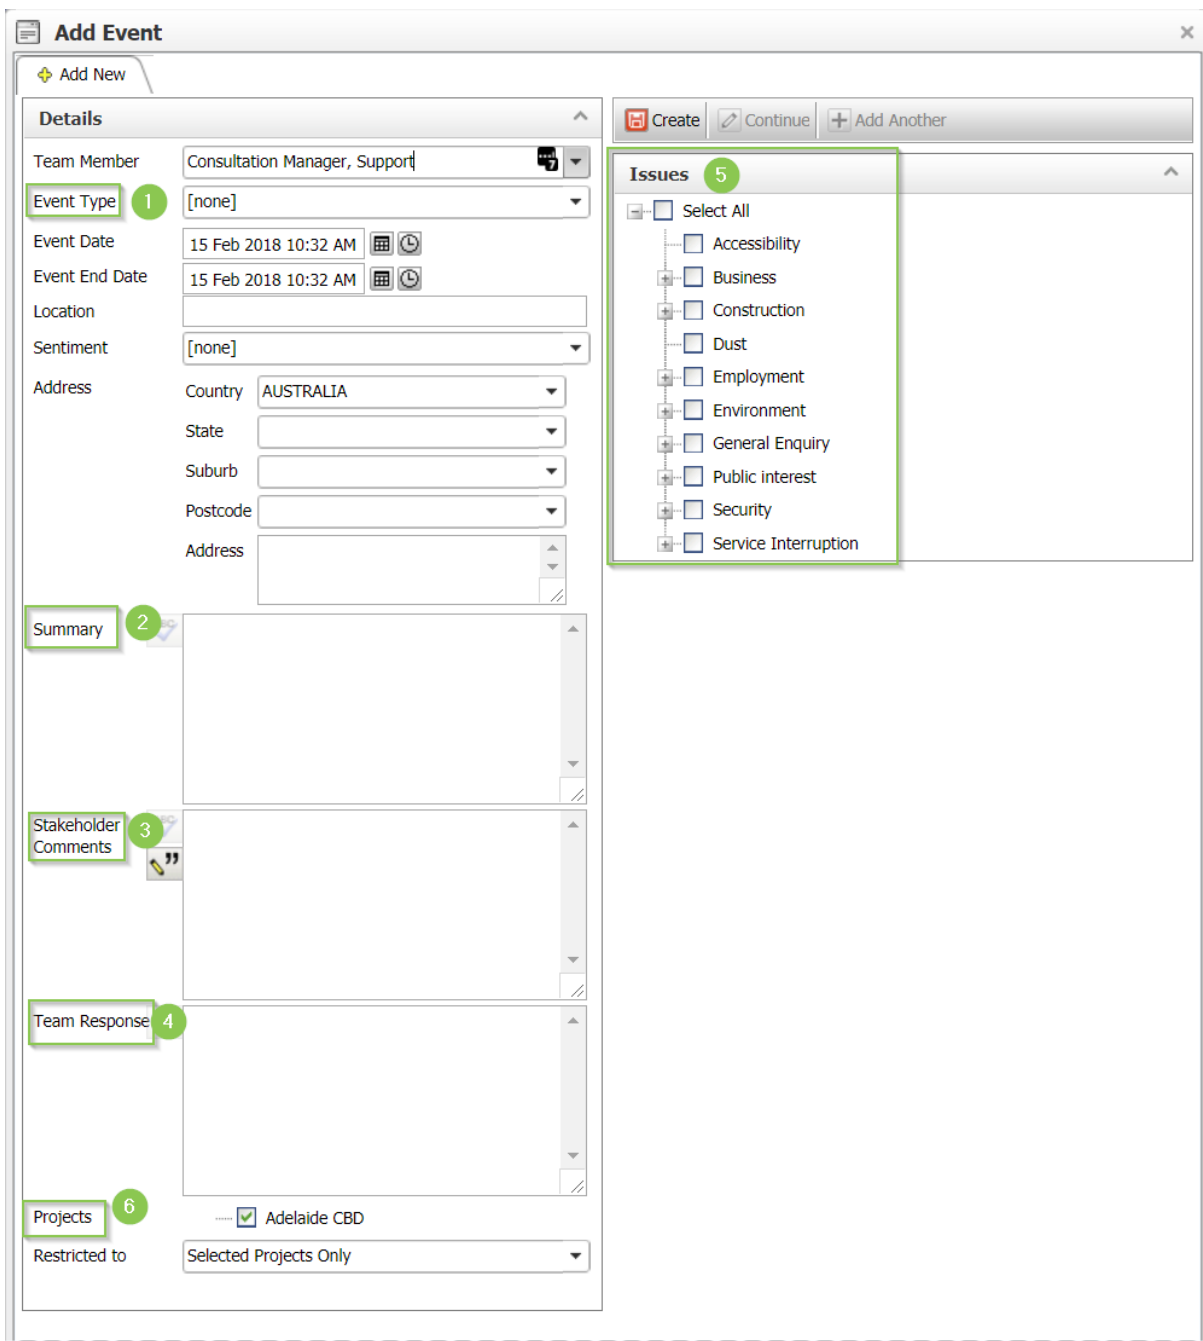 Add Event
Add New
Details
Team Member
Consultation Manager, Support
7
Event Type
1
[none]
Event Date
15 Feb 2018 10:32 AM
Event End Date
15 Feb 2018 10:32 AM
Location
Sentiment
[none]
Address
Country
AUSTRALIA
State
Suburb
Postcode
Address
Summary
2
Stakeholder
Comments
3
Team Response
4
Projects
6
Adelaide CBD
Restricted to
Selected Projects Only
Create
Continue
Add Another
Issues
5
Select All
Accessibility
Business
Construction
Dust
Employment
Environment
General Enquiry
Public interest
Security
Service Interruption